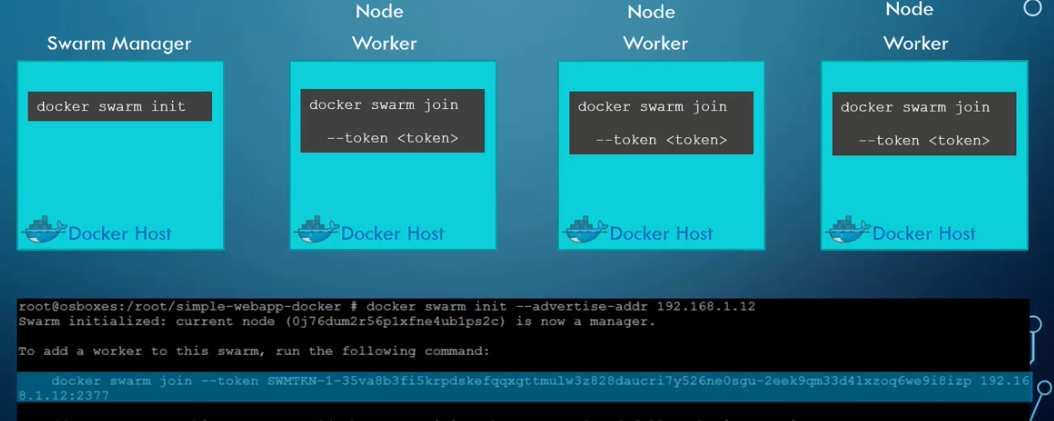 Node
Node
Node
Swarm Manager
Worker
Worker
Worker
docker swarm init
docker swarm join
--token <token>
docker swarm join
--token <token>
docker swarm join
--token <token>
Docker Host
Docker Host
Docker Host
Docker Host
root@osboxes:/root/simple-webapp-docker # docker swarm init --advertise-addr 192.168.1.12
Swarm initialized: current node (0j76dum2r56p1xfne4ub1ps2c) is now a manager.
To add a worker to this swarm, run the following command:
docker swarm join --token SWMTKN-1-35va8b3fi5krpdskefqqxgttmulw3z828daucri7y526ne0sgu-2eek9qm33d4lxzoq6we9i8izp 192.16
8.1.12:2377